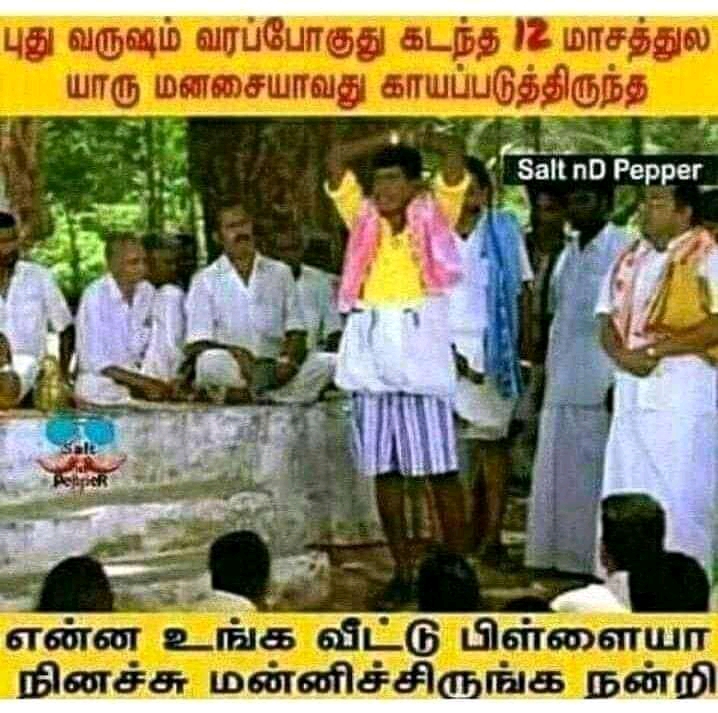 புது வருஷம் வரப்போகுது கடந்த 12 மாசத்துல
யாரு மனசையாவது காயப்படுத்திருந்த
Salt nD Pepper
Salt
nD
PeppeR
என்ன உங்க வீட்டு பிள்ளையா
நினச்சு மன்னிச்சிருங்க நன்றி